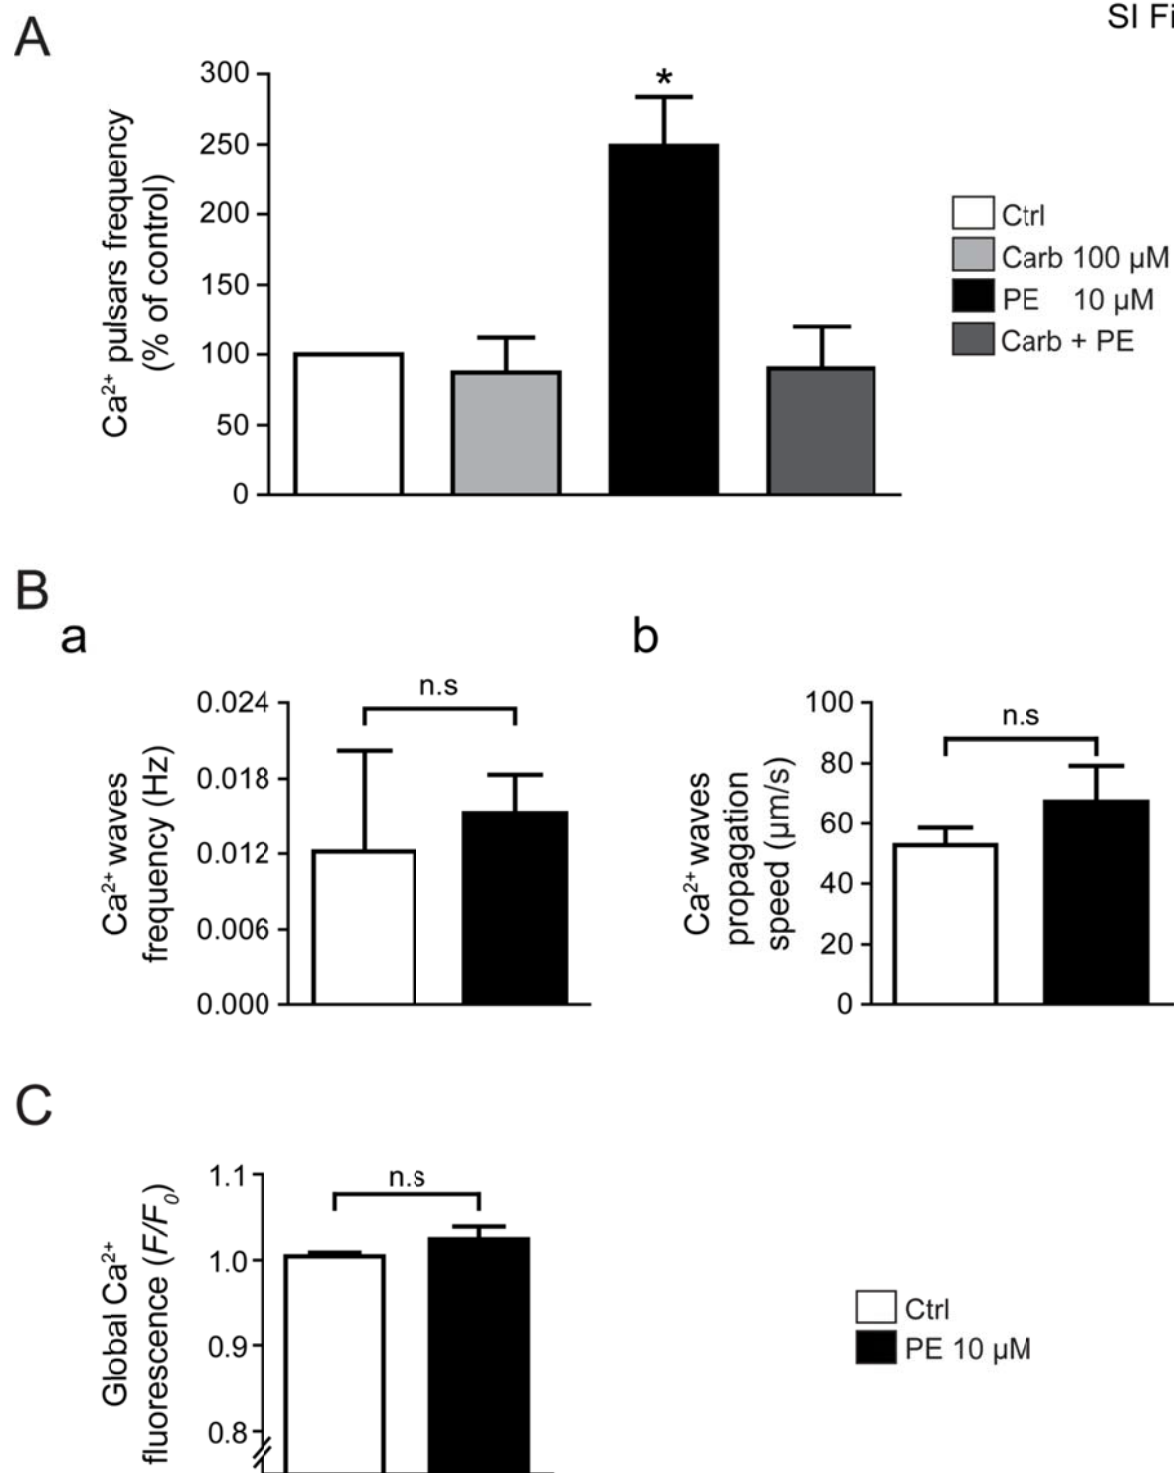 SI Fi
A
Ca²⁺ pulsars frequency
(% of control)
300
250
200
150
100
50
0
*
Ctrl
Carb 100 µM
PE 10 µM
Carb + PE
B
a
Ca²⁺ waves
frequency (Hz)
0.024
0.018
0.012
0.006
0.000
n.s
b
Ca²⁺ waves
propagation
speed (µm/s)
100
80
60
40
20
0
n.s
C
Global Ca²⁺
fluorescence (F/F₀)
1.1
1.0
0.9
0.8
n.s
Ctrl
PE 10 µM